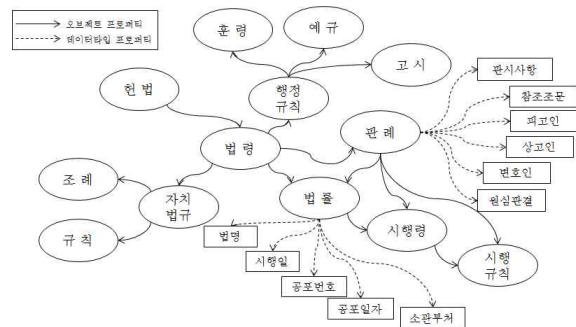 오브젝트 프로퍼티
데이터타입 프로퍼티
훈 령
예 규
고 시
헌 법
행정
규칙
판시사항
참조조문
피고인
상고인
변호인
원심판결
법 령
판 례
조 례
자치
법규
법 률
시행령
규 칙
시행
규칙
법명
시행일
공포번호
공포일자
소관부처